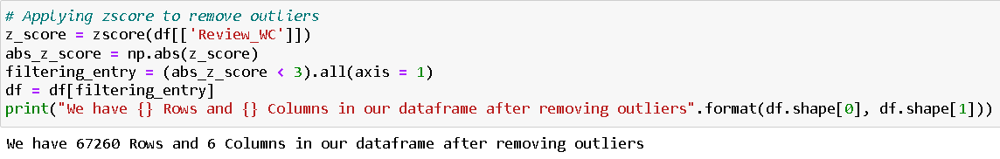 # Applying zscore to remove outliers
z_score = zscore(df[['Review_WC']])
abs_z_score = np.abs(z_score)
filtering_entry = (abs_z_score < 3).all(axis = 1)
df = df[filtering_entry]
print("We have {} Rows and {} Columns in our dataframe after removing outliers".format(df.shape[0], df.shape[1]))
We have 67260 Rows and 6 Columns in our dataframe after removing outliers